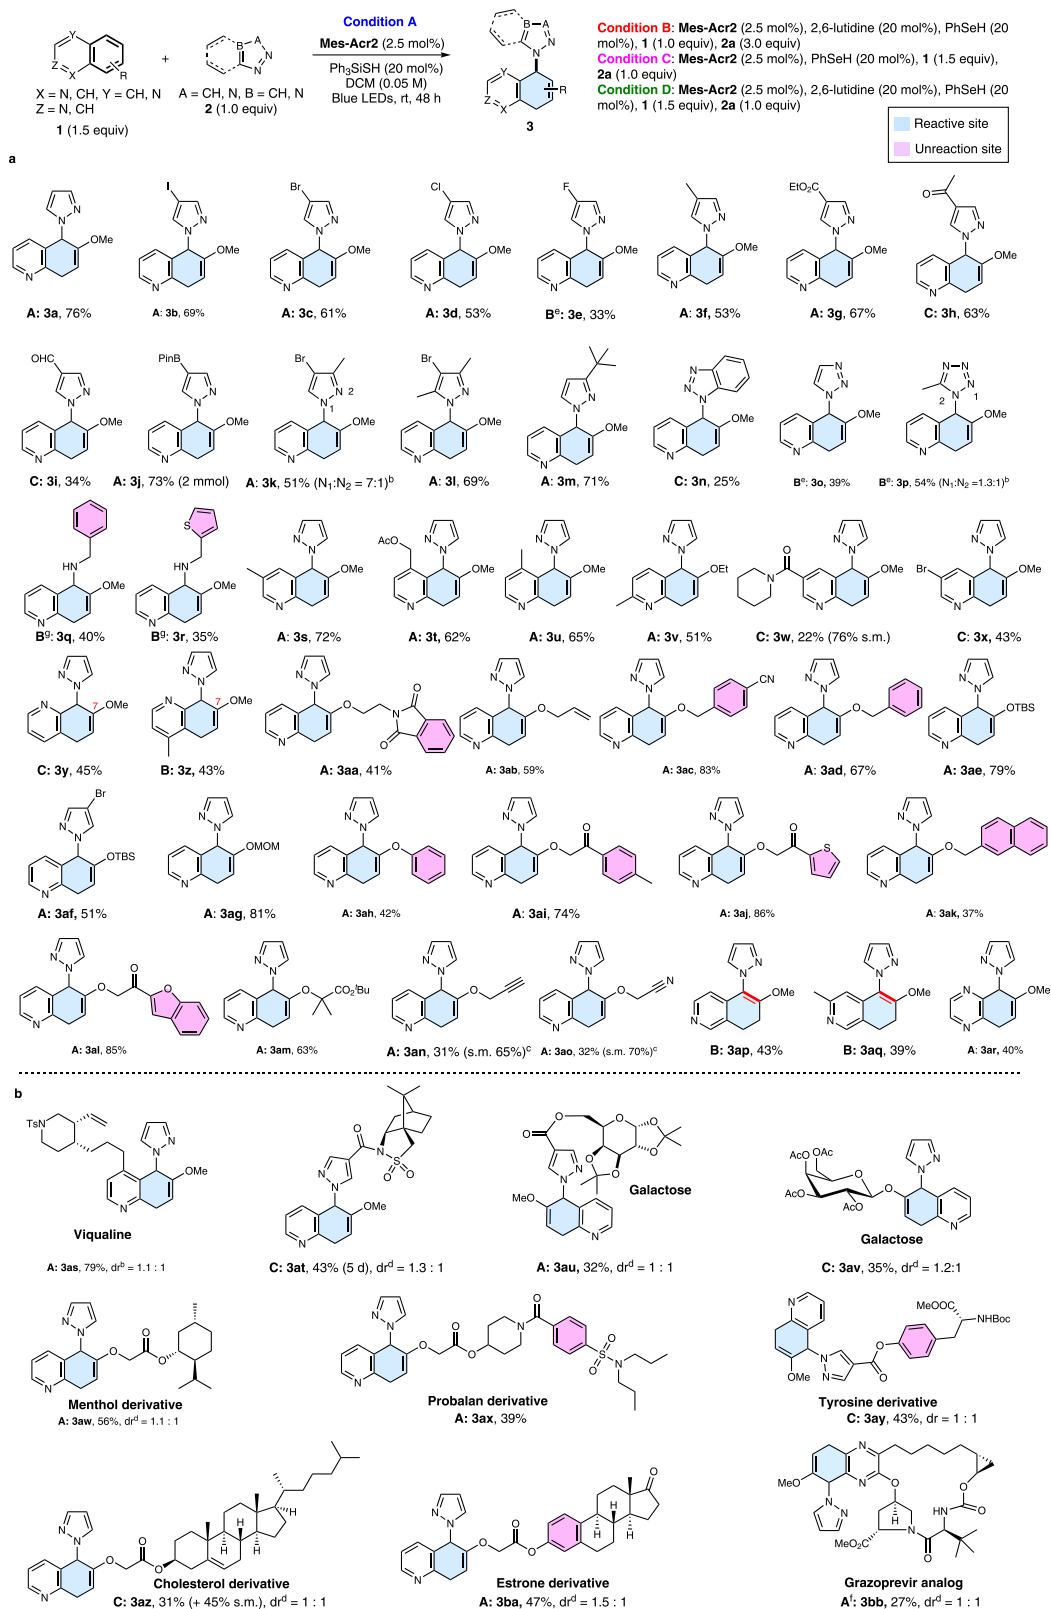 Condition A
Mes-Acr2 (2.5 mol%)
Ph3SiSH (20 mol%)
DCM (0.05 M)
Blue LEDs, rt, 48 h
X = N, CH, Y = CH, N
Z = N, CH
1 (1.5 equiv)
+
A = CH, N, B = CH, N
2 (1.0 equiv)
3
Condition B: Mes-Acr2 (2.5 mol%), 2,6-lutidine (20 mol%), PhSeH (20
mol%), 1 (1.0 equiv), 2a (3.0 equiv)
Condition C: Mes-Acr2 (2.5 mol%), PhSeH (20 mol%), 1 (1.5 equiv),
2a (1.0 equiv)
Condition D: Mes-Acr2 (2.5 mol%), 2,6-lutidine (20 mol%), PhSeH (20
mol%), 1 (1.5 equiv), 2a (1.0 equiv)
Reactive site
Unreaction site
a
A: 3a, 76%
A: 3b, 69%
A: 3c, 61%
A: 3d, 53%
Be: 3e, 33%
A: 3f, 53%
A: 3g, 67%
C: 3h, 63%
C: 3i, 34%
A: 3j, 73% (2 mmol)
A: 3k, 51% (N1:N2 = 7:1)b
A: 3l, 69%
A: 3m, 71%
C: 3n, 25%
Be: 3o, 39%
Be: 3p, 54% (N1:N2 =1.3:1)b
Bg: 3q, 40%
Bg: 3r, 35%
A: 3s, 72%
A: 3t, 62%
A: 3u, 65%
A: 3v, 51%
C: 3w, 22% (76% s.m.)
C: 3x, 43%
C: 3y, 45%
B: 3z, 43%
A: 3aa, 41%
A: 3ab, 59%
A: 3ac, 83%
A: 3ad, 67%
A: 3ae, 79%
A: 3af, 51%
A: 3ag, 81%
A: 3ah, 42%
A: 3ai, 74%
A: 3aj, 86%
A: 3ak, 37%
A: 3al, 85%
A: 3am, 63%
A: 3an, 31% (s.m. 65%)c
A: 3ao, 32% (s.m. 70%)c
B: 3ap, 43%
B: 3aq, 39%
A: 3ar, 40%
b
Viqualine
A: 3as, 79%, drb = 1.1 : 1
C: 3at, 43% (5 d), drd = 1.3 : 1
Galactose
A: 3au, 32%, drd = 1 : 1
Galactose
C: 3av, 35%, drd = 1.2:1
Menthol derivative
A: 3aw, 56%, drd = 1.1 : 1
Probalan derivative
A: 3ax, 39%
Tyrosine derivative
C: 3ay, 43%, dr = 1 : 1
Cholesterol derivative
C: 3az, 31% (+ 45% s.m.), drd = 1 : 1
Estrone derivative
A: 3ba, 47%, drd = 1.5 : 1
Grazoprevir analog
Af: 3bb, 27%, drd = 1 : 1